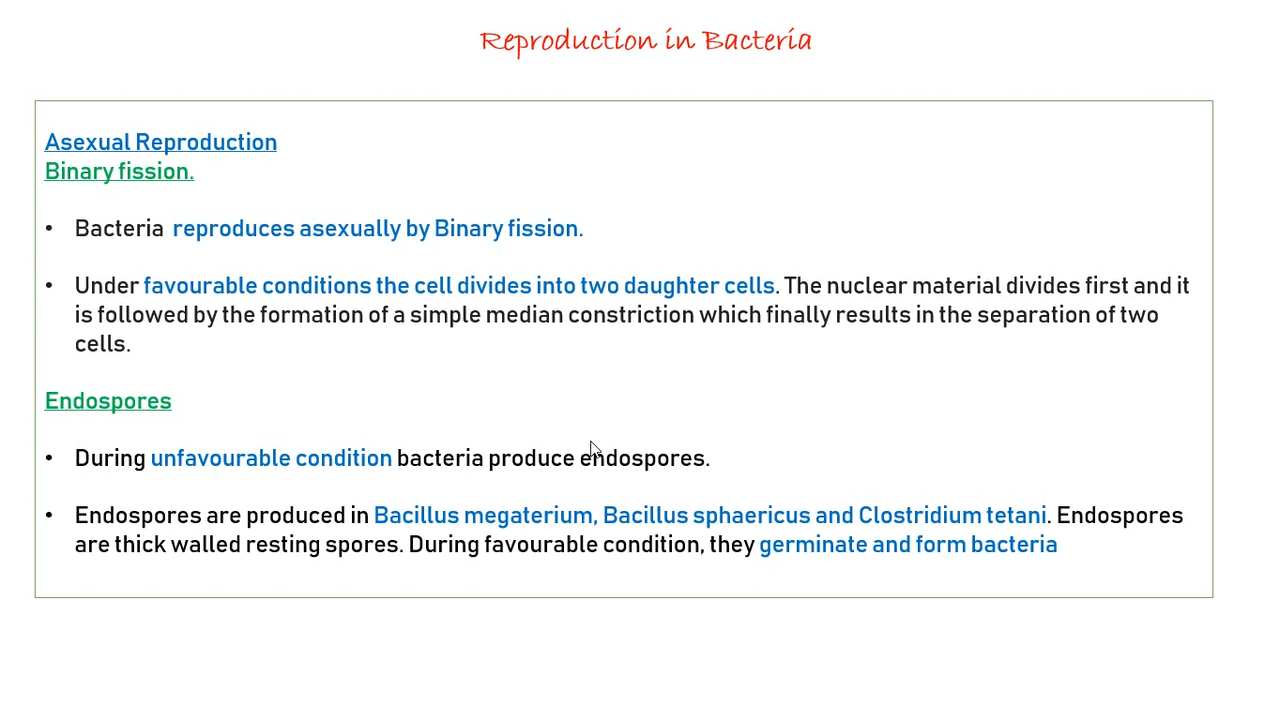 Reproduction in Bacteria
Asexual Reproduction
Binary fission.
• Bacteria reproduces asexually by Binary fission.
• Under favourable conditions the cell divides into two daughter cells. The nuclear material divides first and it
is followed by the formation of a simple median constriction which finally results in the separation of two
cells.
Endospores
• During unfavourable condition bacteria produce endospores.
• Endospores are produced in Bacillus megaterium, Bacillus sphaericus and Clostridium tetani. Endospores
are thick walled resting spores. During favourable condition, they germinate and form bacteria